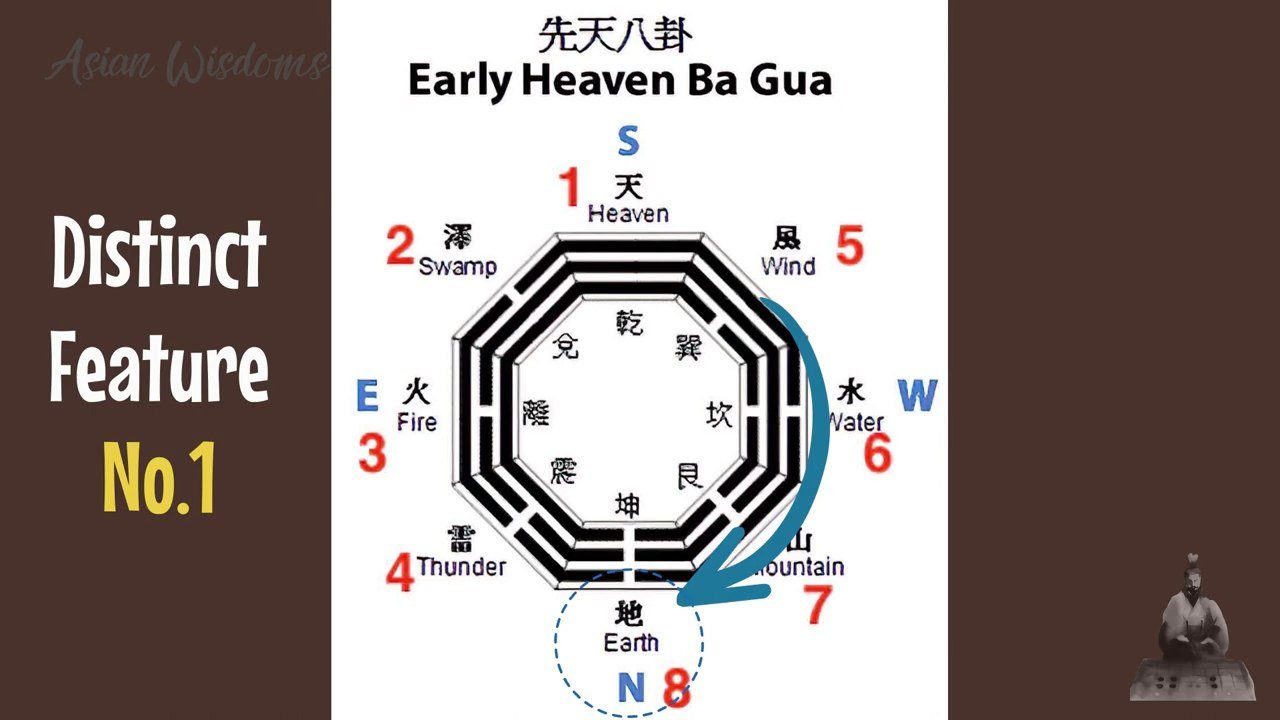 Asian Wisdoms
Distinct
Feature
No.1
先天八卦
Early Heaven Ba Gua
S
1
天
Heaven
2
澤
Swamp
風
Wind
5
乾
兌
巽
E
火
Fire
3
離
坎
水
Water
W
6
震
艮
坤
4
雷
Thunder
山
Mountain
7
地
Earth
N
8